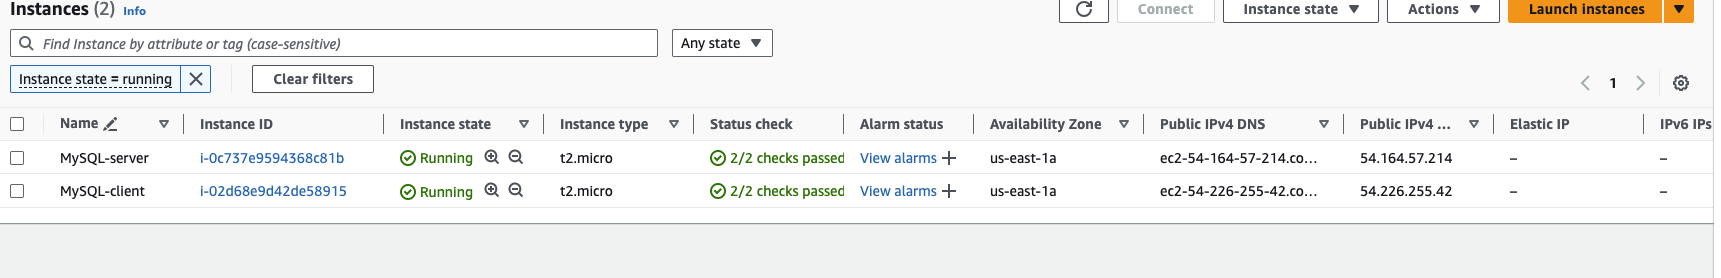 Instances (2) Info Connect Instance state Actions Launch instances
Find Instance by attribute or tag (case-sensitive) Any state
Instance state = running Clear filters 1
Name Instance ID Instance state Instance type Status check Alarm status Availability Zone Public IPv4 DNS Public IPv4 ... Elastic IP IPv6 IPs
MySQL-server i-0c737e9594368c81b Running t2.micro 2/2 checks passed View alarms + us-east-1a ec2-54-164-57-214.co... 54.164.57.214 – –
MySQL-client i-02d68e9d42de58915 Running t2.micro 2/2 checks passed View alarms + us-east-1a ec2-54-226-255-42.co... 54.226.255.42 – –